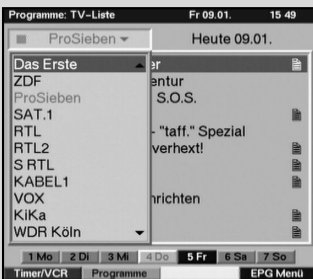 Programme: TV-Liste Fr 09.01. 15 49
ProSieben Heute 09.01.
Das Erste er
ZDF entur
ProSieben S.O.S.
SAT.1
RTL - "taff." Spezial
RTL2 verhext!
S RTL
KABEL1
VOX hrichten
KiKa
WDR Köln
1 Mo 2 Di 3 Mi 4 Do 5 Fr 6 Sa 7 So
Timer/VCR Programme EPG Menü